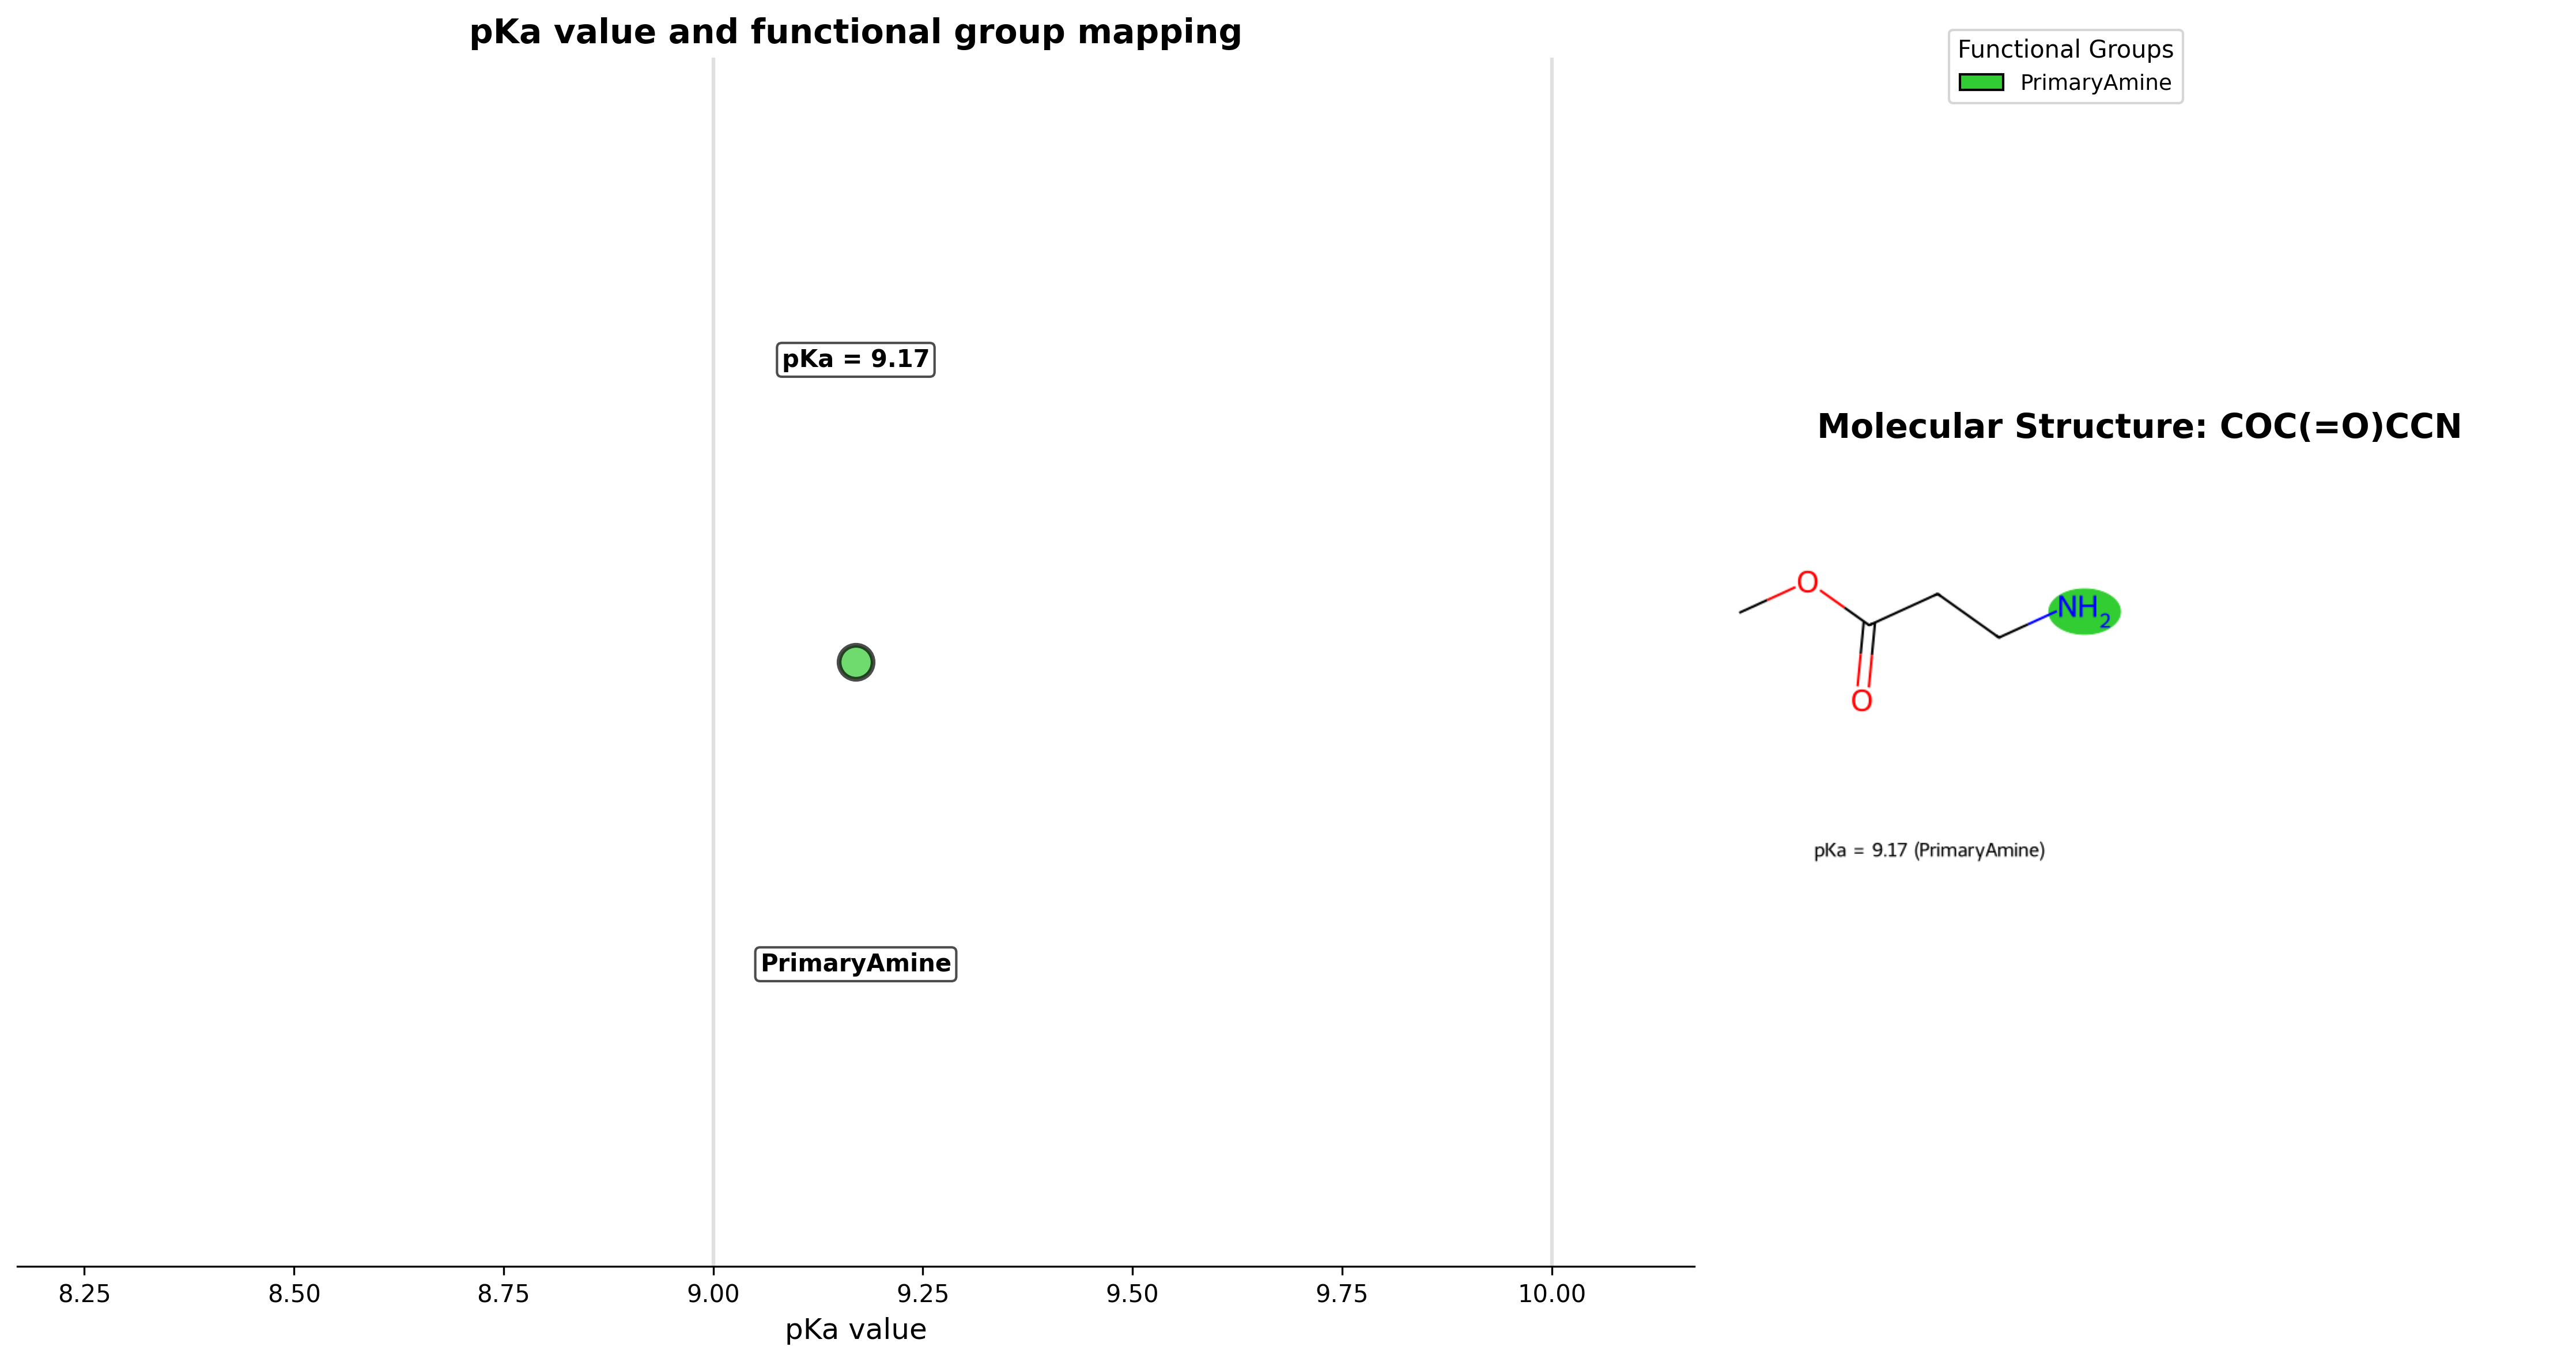 pKa value and functional group mapping
Functional Groups
PrimaryAmine
pKa = 9.17
Molecular Structure: COC(=O)CCN
O
NH2
O
pKa = 9.17 (PrimaryAmine)
PrimaryAmine
8.25 8.50 8.75 9.00 9.25 9.50 9.75 10.00
pKa value